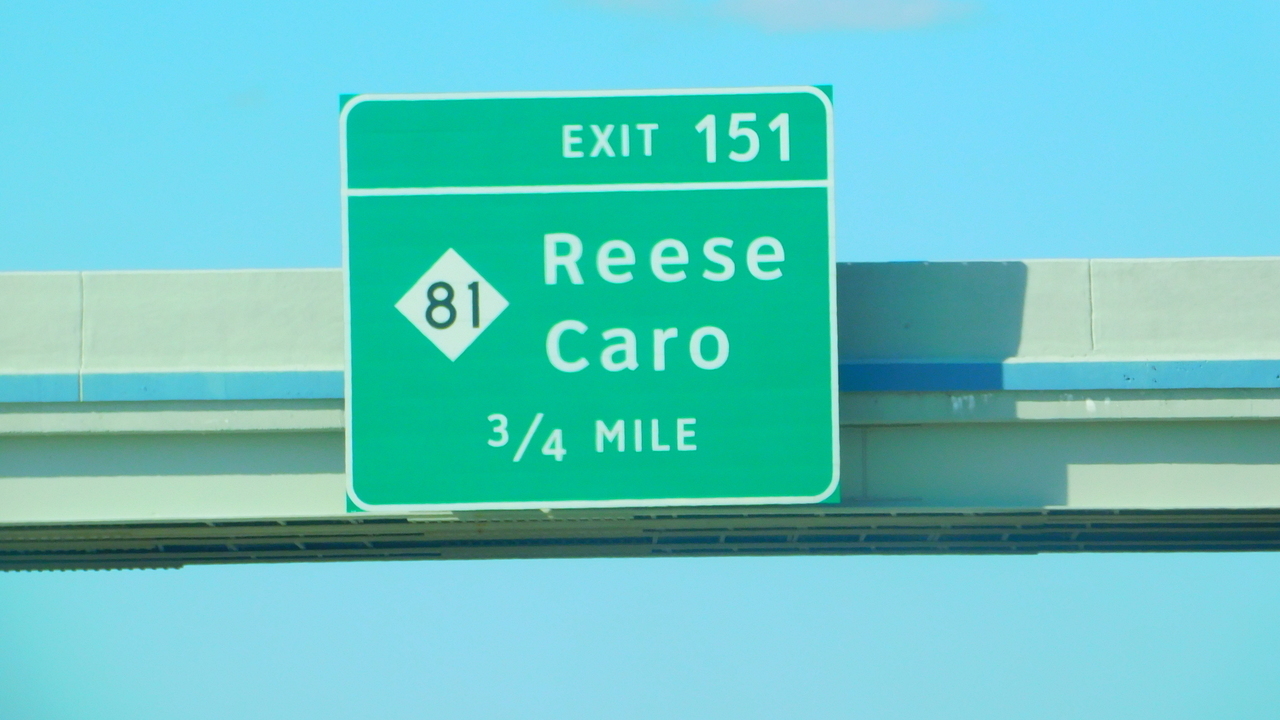 EXIT 151
Reese
81
Caro
3/4 MILE